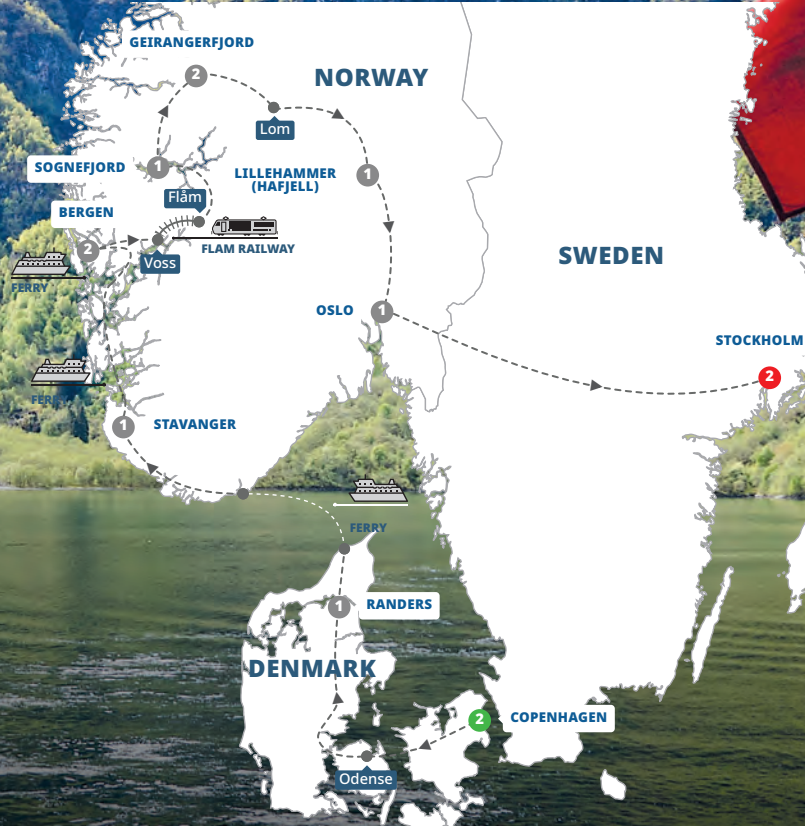 GEIRANGERFJORD
2
NORWAY
Lom
SOGNEFJORD
1
LILLEHAMMER
(HAFJELL)
1
Flåm
BERGEN
2
FLAM RAILWAY
Voss
FERRY
SWEDEN
OSLO
1
STOCKHOLM
2
FERRY
1
STAVANGER
FERRY
1
RANDERS
DENMARK
2
COPENHAGEN
Odense